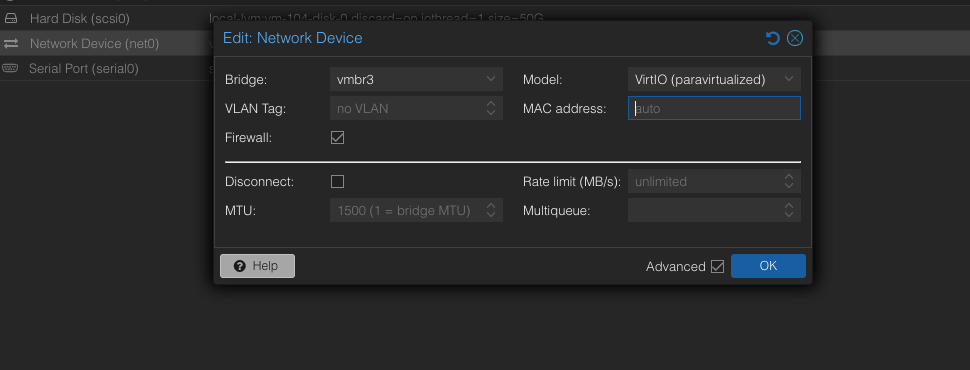 Hard Disk (scsi0) local-lvm:vm-104-disk-0,discard=on,iothread=1,size=50G
Network Device (net0)
Serial Port (serial0)
Edit: Network Device
Bridge: vmbr3 Model: VirtIO (paravirtualized)
VLAN Tag: no VLAN MAC address: auto
Firewall:
Disconnect: Rate limit (MB/s): unlimited
MTU: 1500 (1 = bridge MTU) Multiqueue:
Help Advanced OK